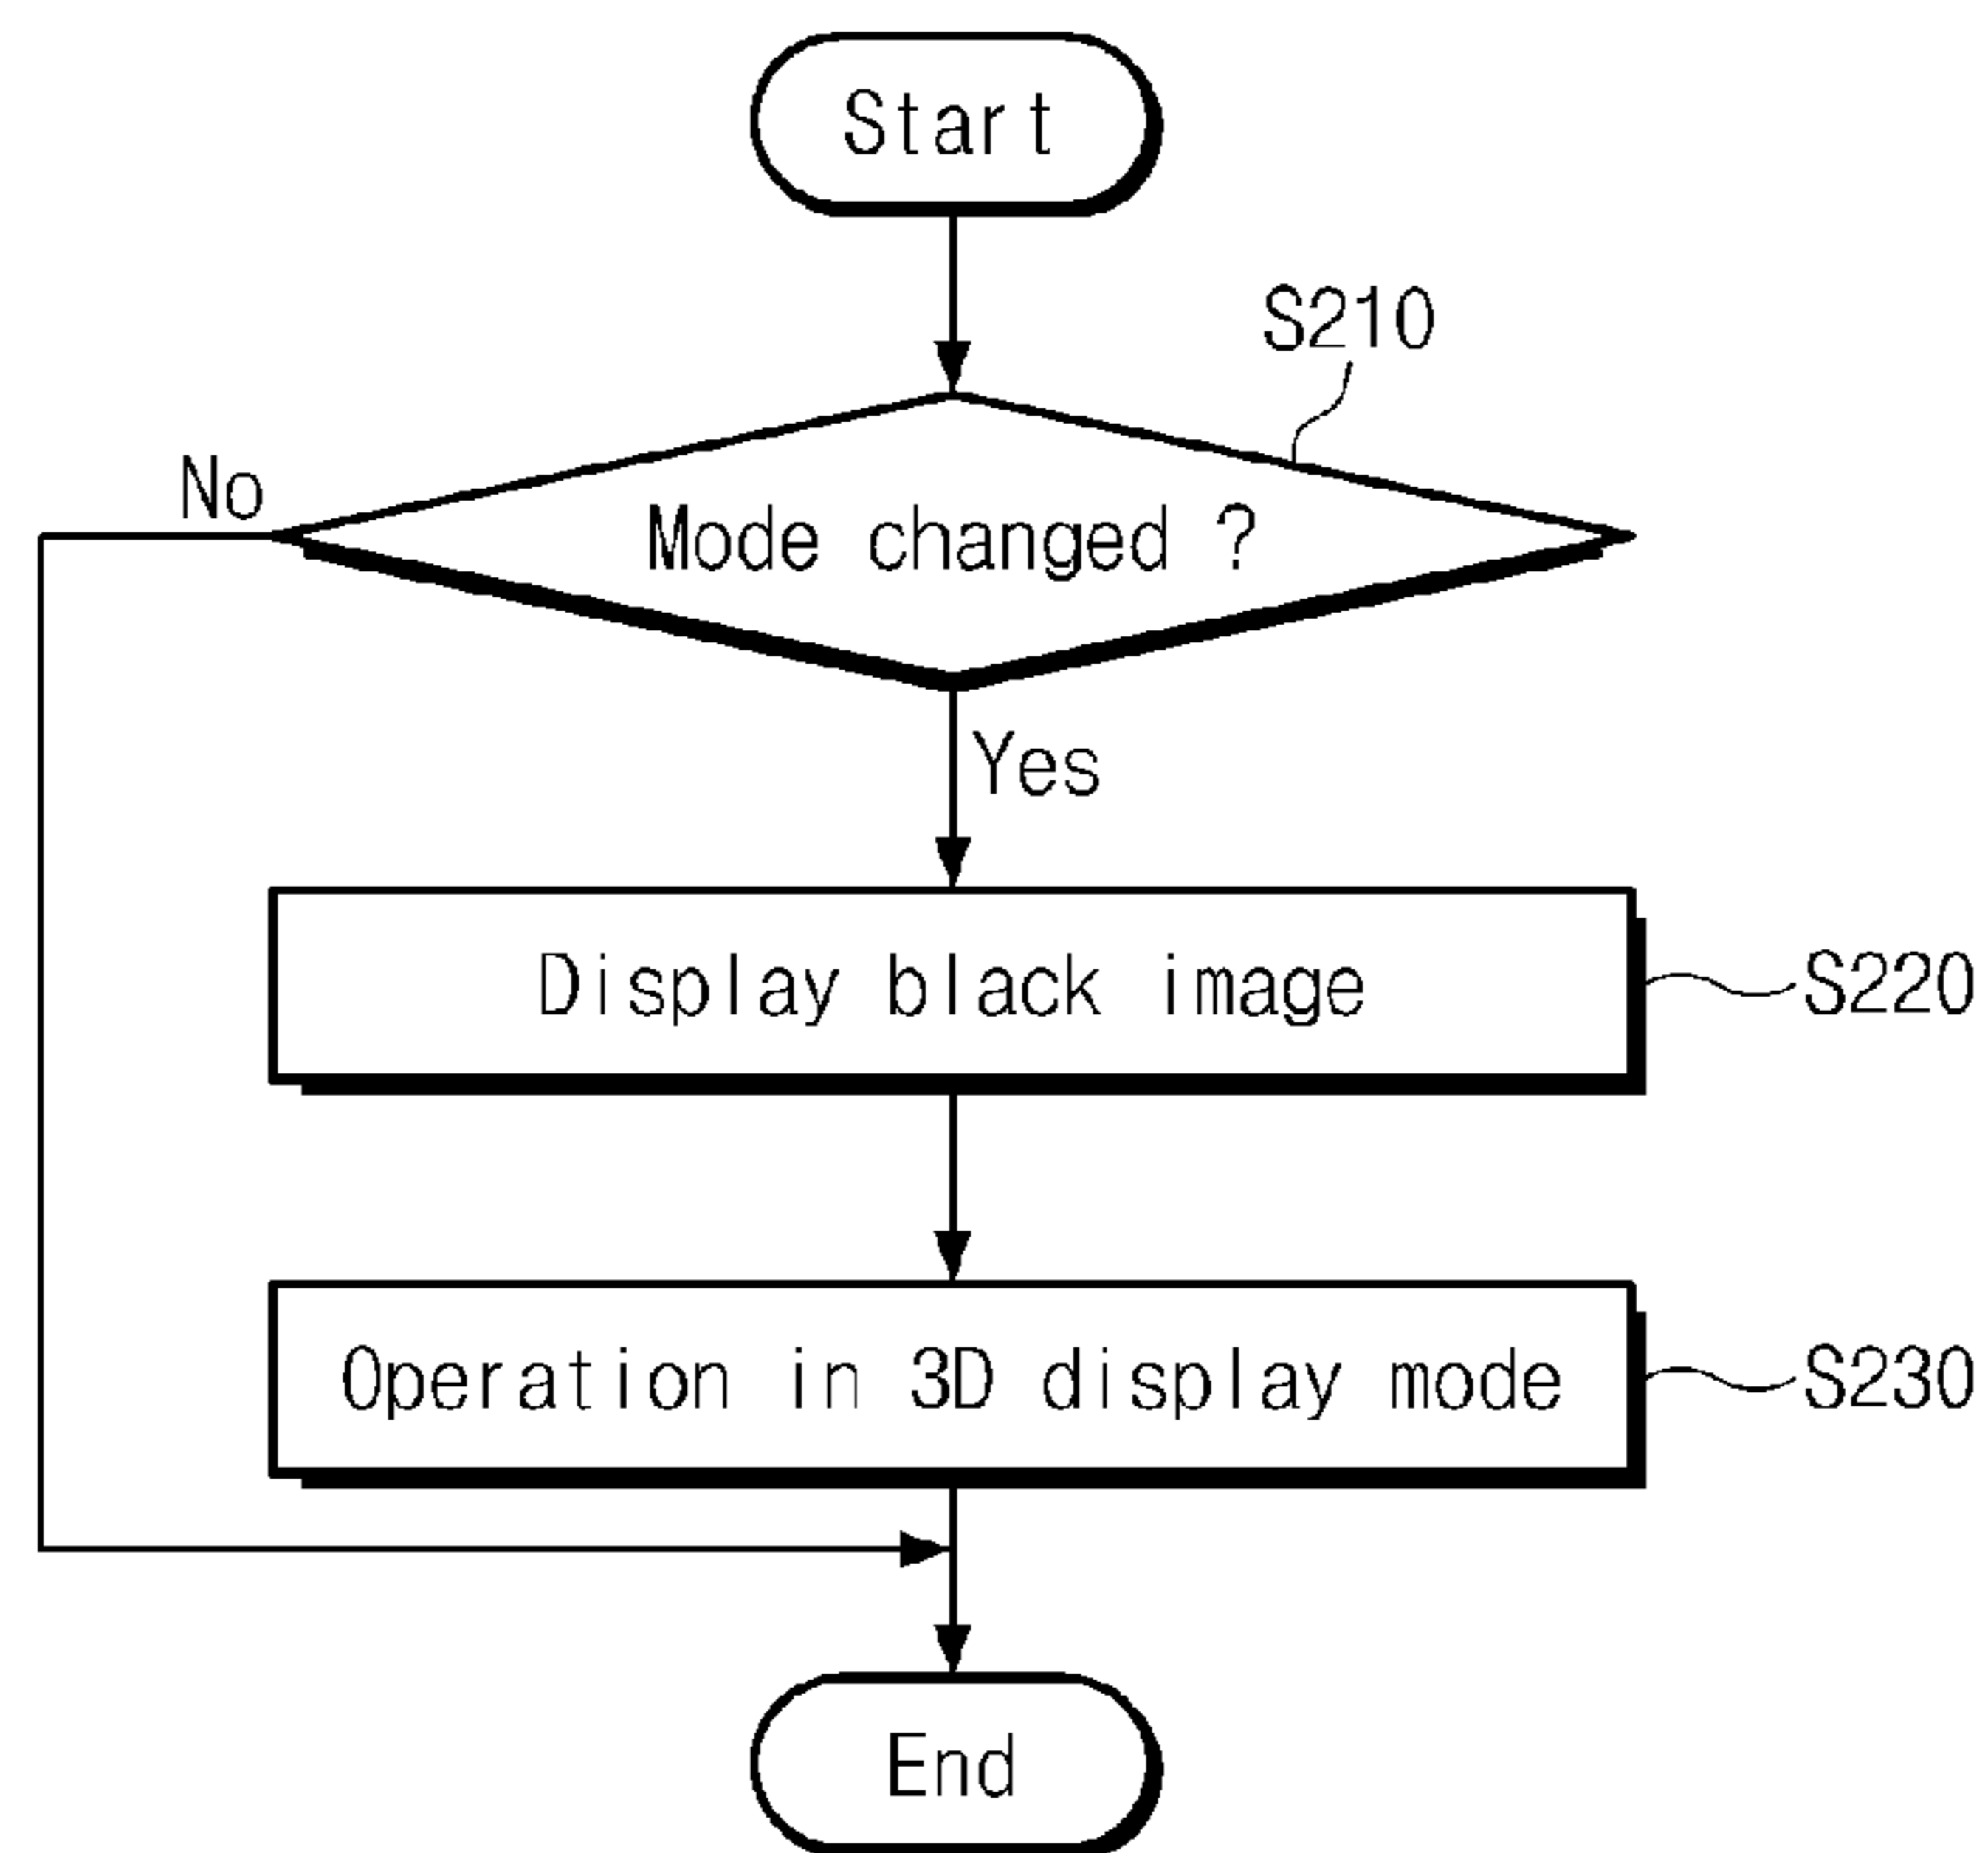 Start
S210
No
Mode changed ?
Yes
Display black image
S220
Operation in 3D display mode
S230
End